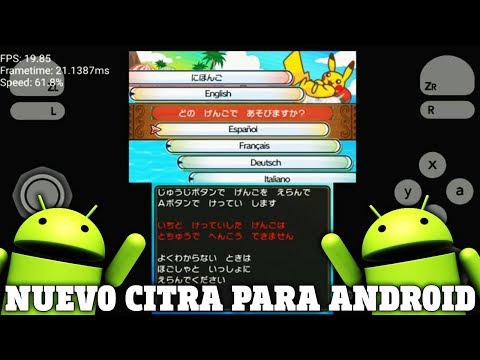 FPS: 19.85
Frametime: 21.1387ms
Speed: 61.8%
ZL
L
ZR
R
にほんご
English
どの げんごで あそびますか?
Español
Français
Deutsch
Italiano
x
y
a
じゅうじボタンで げんごを えらんで
Aボタンで けってい します
いちど けっていした げんごは
とちゅうで へんこう できません
よくわからない ときは
ほごしゃと いっしょに
えらんでください
NUEVO CITRA PARA ANDROID